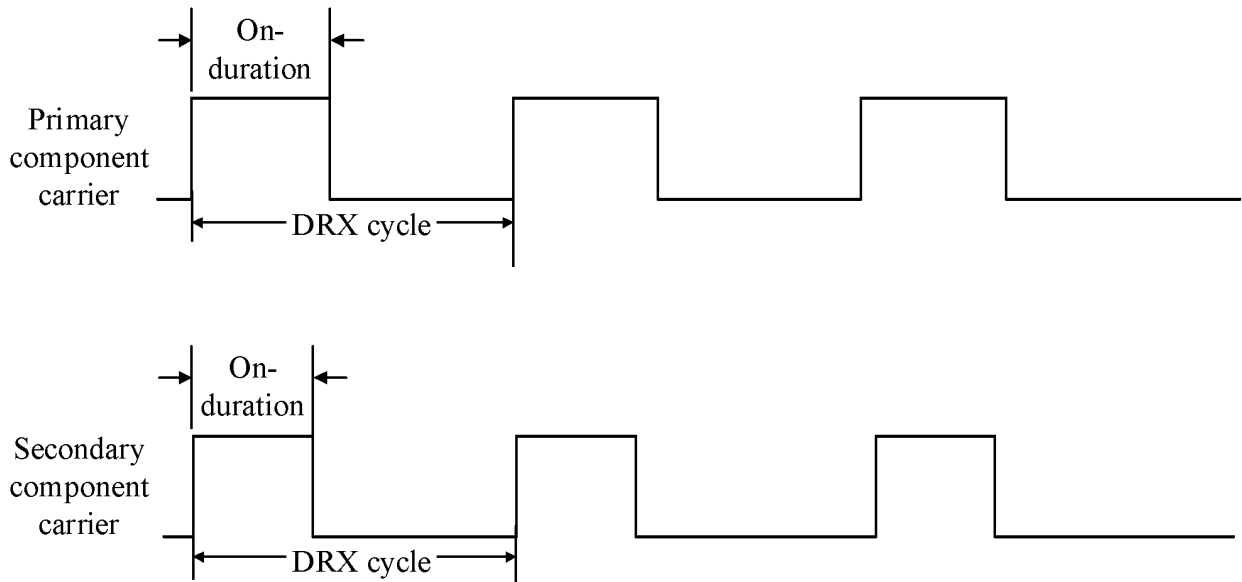 On-
duration
Primary
component
carrier
DRX cycle
On-
duration
Secondary
component
carrier
DRX cycle